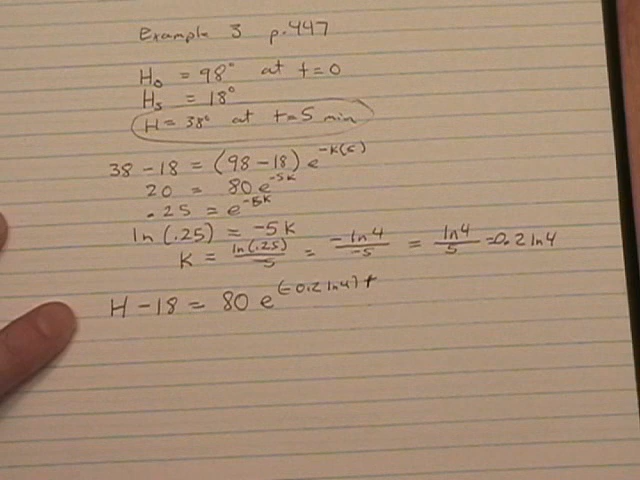 Example 3 p.447
H₀ = 98° at t=0
Hₛ = 18°
H = 38° at t=5 min
38 - 18 = (98 - 18) e^-k(5)
20 = 80 e^-5k
.25 = e^-5k
ln(.25) = -5k
K = ln(.25)/-5 = -ln4/-5 = ln4/5 = 0.2 ln4
H - 18 = 80 e^(-0.2 ln4)t